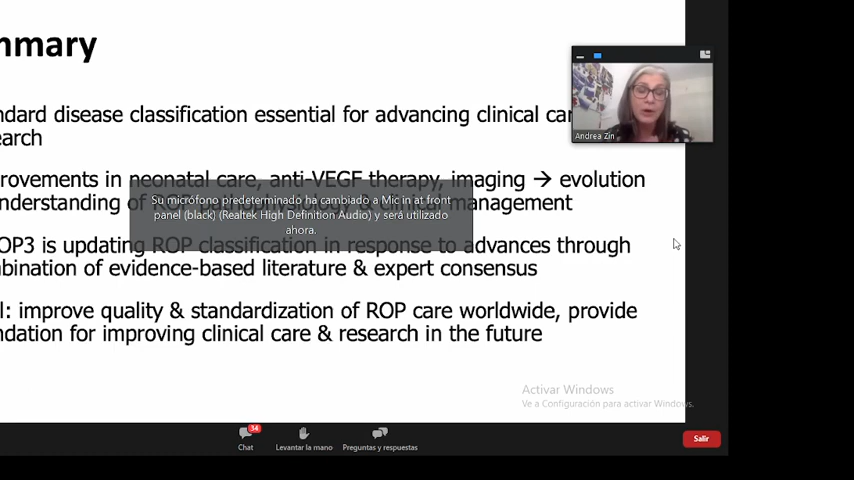 mmary
ndard disease classification essential for advancing clinical car
earch
Andrea Zin
rovements in neonatal care, anti-VEGF therapy, imaging → evolution
nderstanding of ROP pathophysiology & clinical management
Su micrófono predeterminado ha cambiado a Mic in at front
panel (black) (Realtek High Definition Audio) y será utilizado
ahora.
OP3 is updating ROP classification in response to advances through
bination of evidence-based literature & expert consensus
l: improve quality & standardization of ROP care worldwide, provide
ndation for improving clinical care & research in the future
Activar Windows
Ve a Configuración para activar Windows.
34
Chat
Levantar la mano
Preguntas y respuestas
Salir